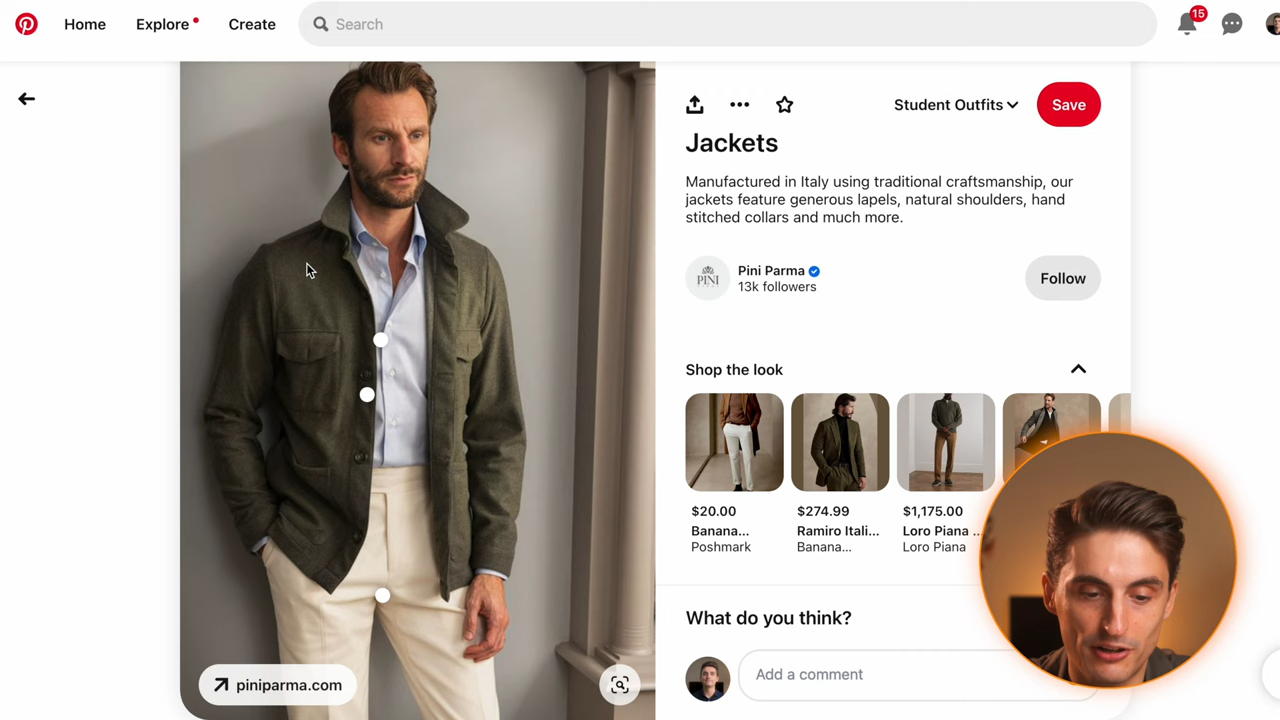 Home
Explore
Create
Search
15
Student Outfits
Save
Jackets
Manufactured in Italy using traditional craftsmanship, our
jackets feature generous lapels, natural shoulders, hand
stitched collars and much more.
PINI
Pini Parma
13k followers
Follow
Shop the look
$20.00
Banana...
Poshmark
$274.99
Ramiro Itali...
Banana...
$1,175.00
Loro Piana ..
Loro Piana
What do you think?
Add a comment
piniparma.com